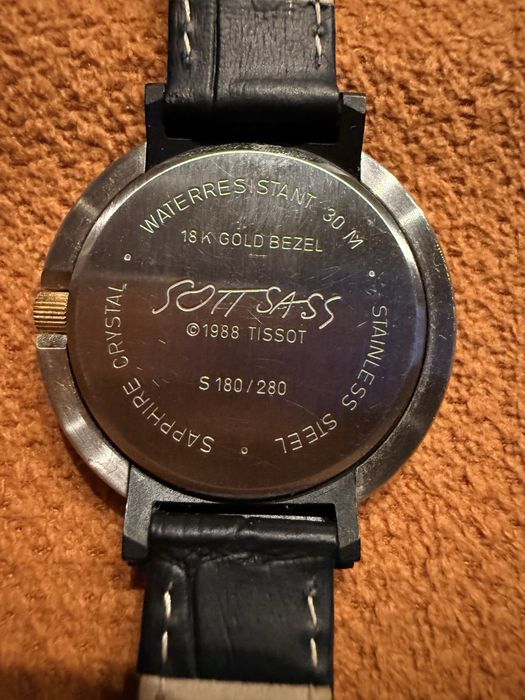 WATERRESISTANT 30 M
18 K GOLD BEZEL
SOTTSASS
©1988 TISSOT
S 180/280
STAINLESS STEEL
SAPPHIRE CRYSTAL